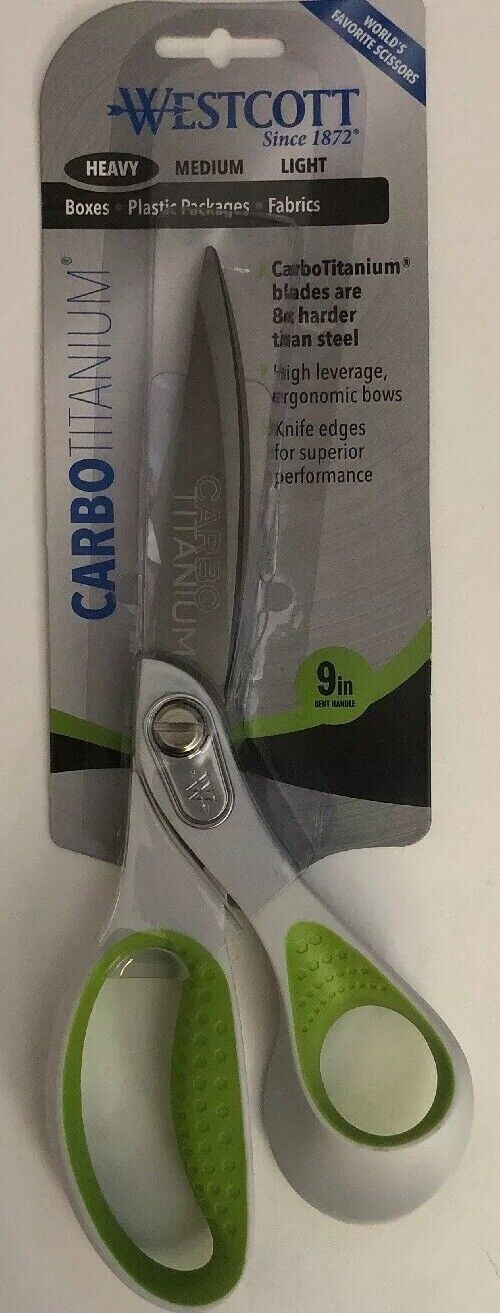 WORLD'S
FAVORITE SCISSORS
WESTCOTT
Since 1872®
HEAVY MEDIUM LIGHT
Boxes • Plastic Packages • Fabrics
CARBOTITANIUM®
CarboTitanium®
blades are
8x harder
than steel
High leverage,
ergonomic bows
Knife edges
for superior
performance
CARBO
TITANIUM
9in
BENT HANDLE
W